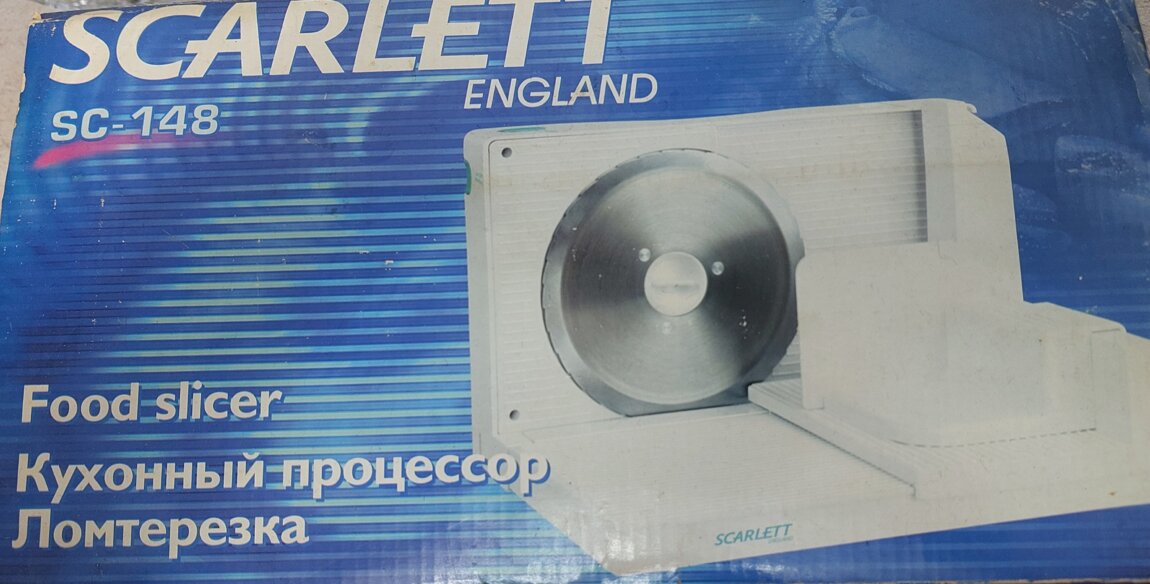 SCARLETT
ENGLAND
SC-148
Food slicer
Кухонный процессор
Ломтерезка
SCARLETT